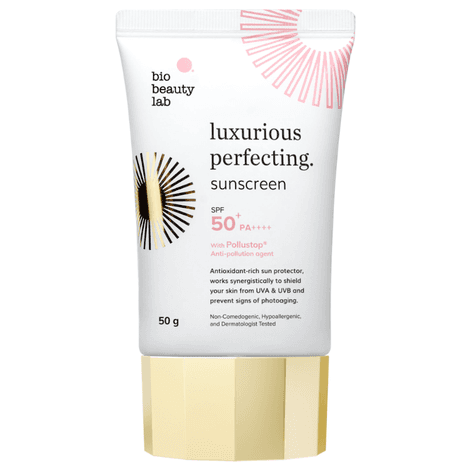 bio
beauty
lab
luxurious
perfecting.
sunscreen
SPF
50+ PA++++
with Pollustop®
Anti-pollution agent
Antioxidant-rich sun protector,
works synergistically to shield
your skin from UVA & UVB and
prevent signs of photoaging.
Non-Comedogenic, Hypoallergenic,
and Dermatologist Tested
50 g